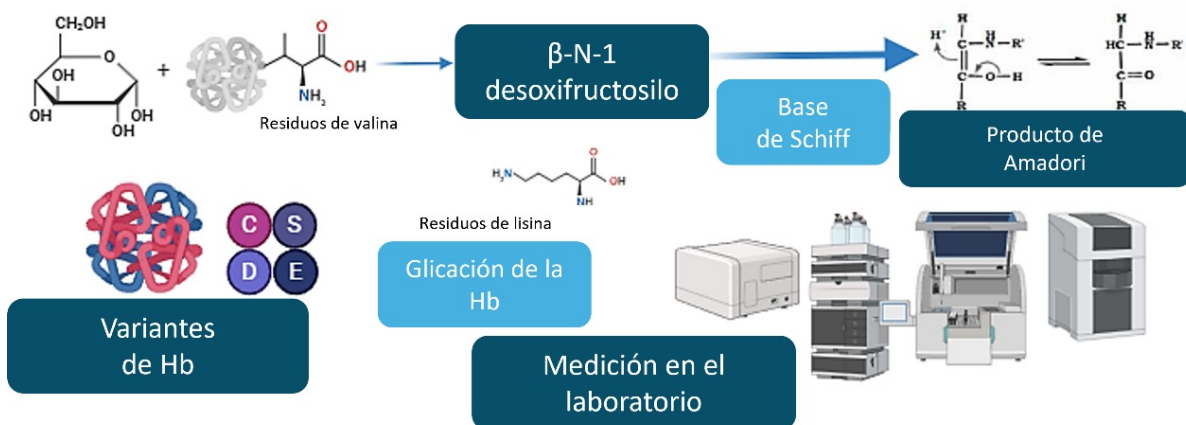 CH₂OH
O
OH
HO
OH
OH
+
O
OH
NH₂
Residuos de valina
β-N-1
desoxifructosilo
Base
de Schiff
H⁺
H
C
H
N
R'
C
O
H
R
H
HC
H
N
R'
C
O
R
Producto de
Amadori
H₂N
O
OH
NH
Residuos de lisina
Glicación de la
Hb
C
S
D
E
Variantes
de Hb
Medición en el
laboratorio